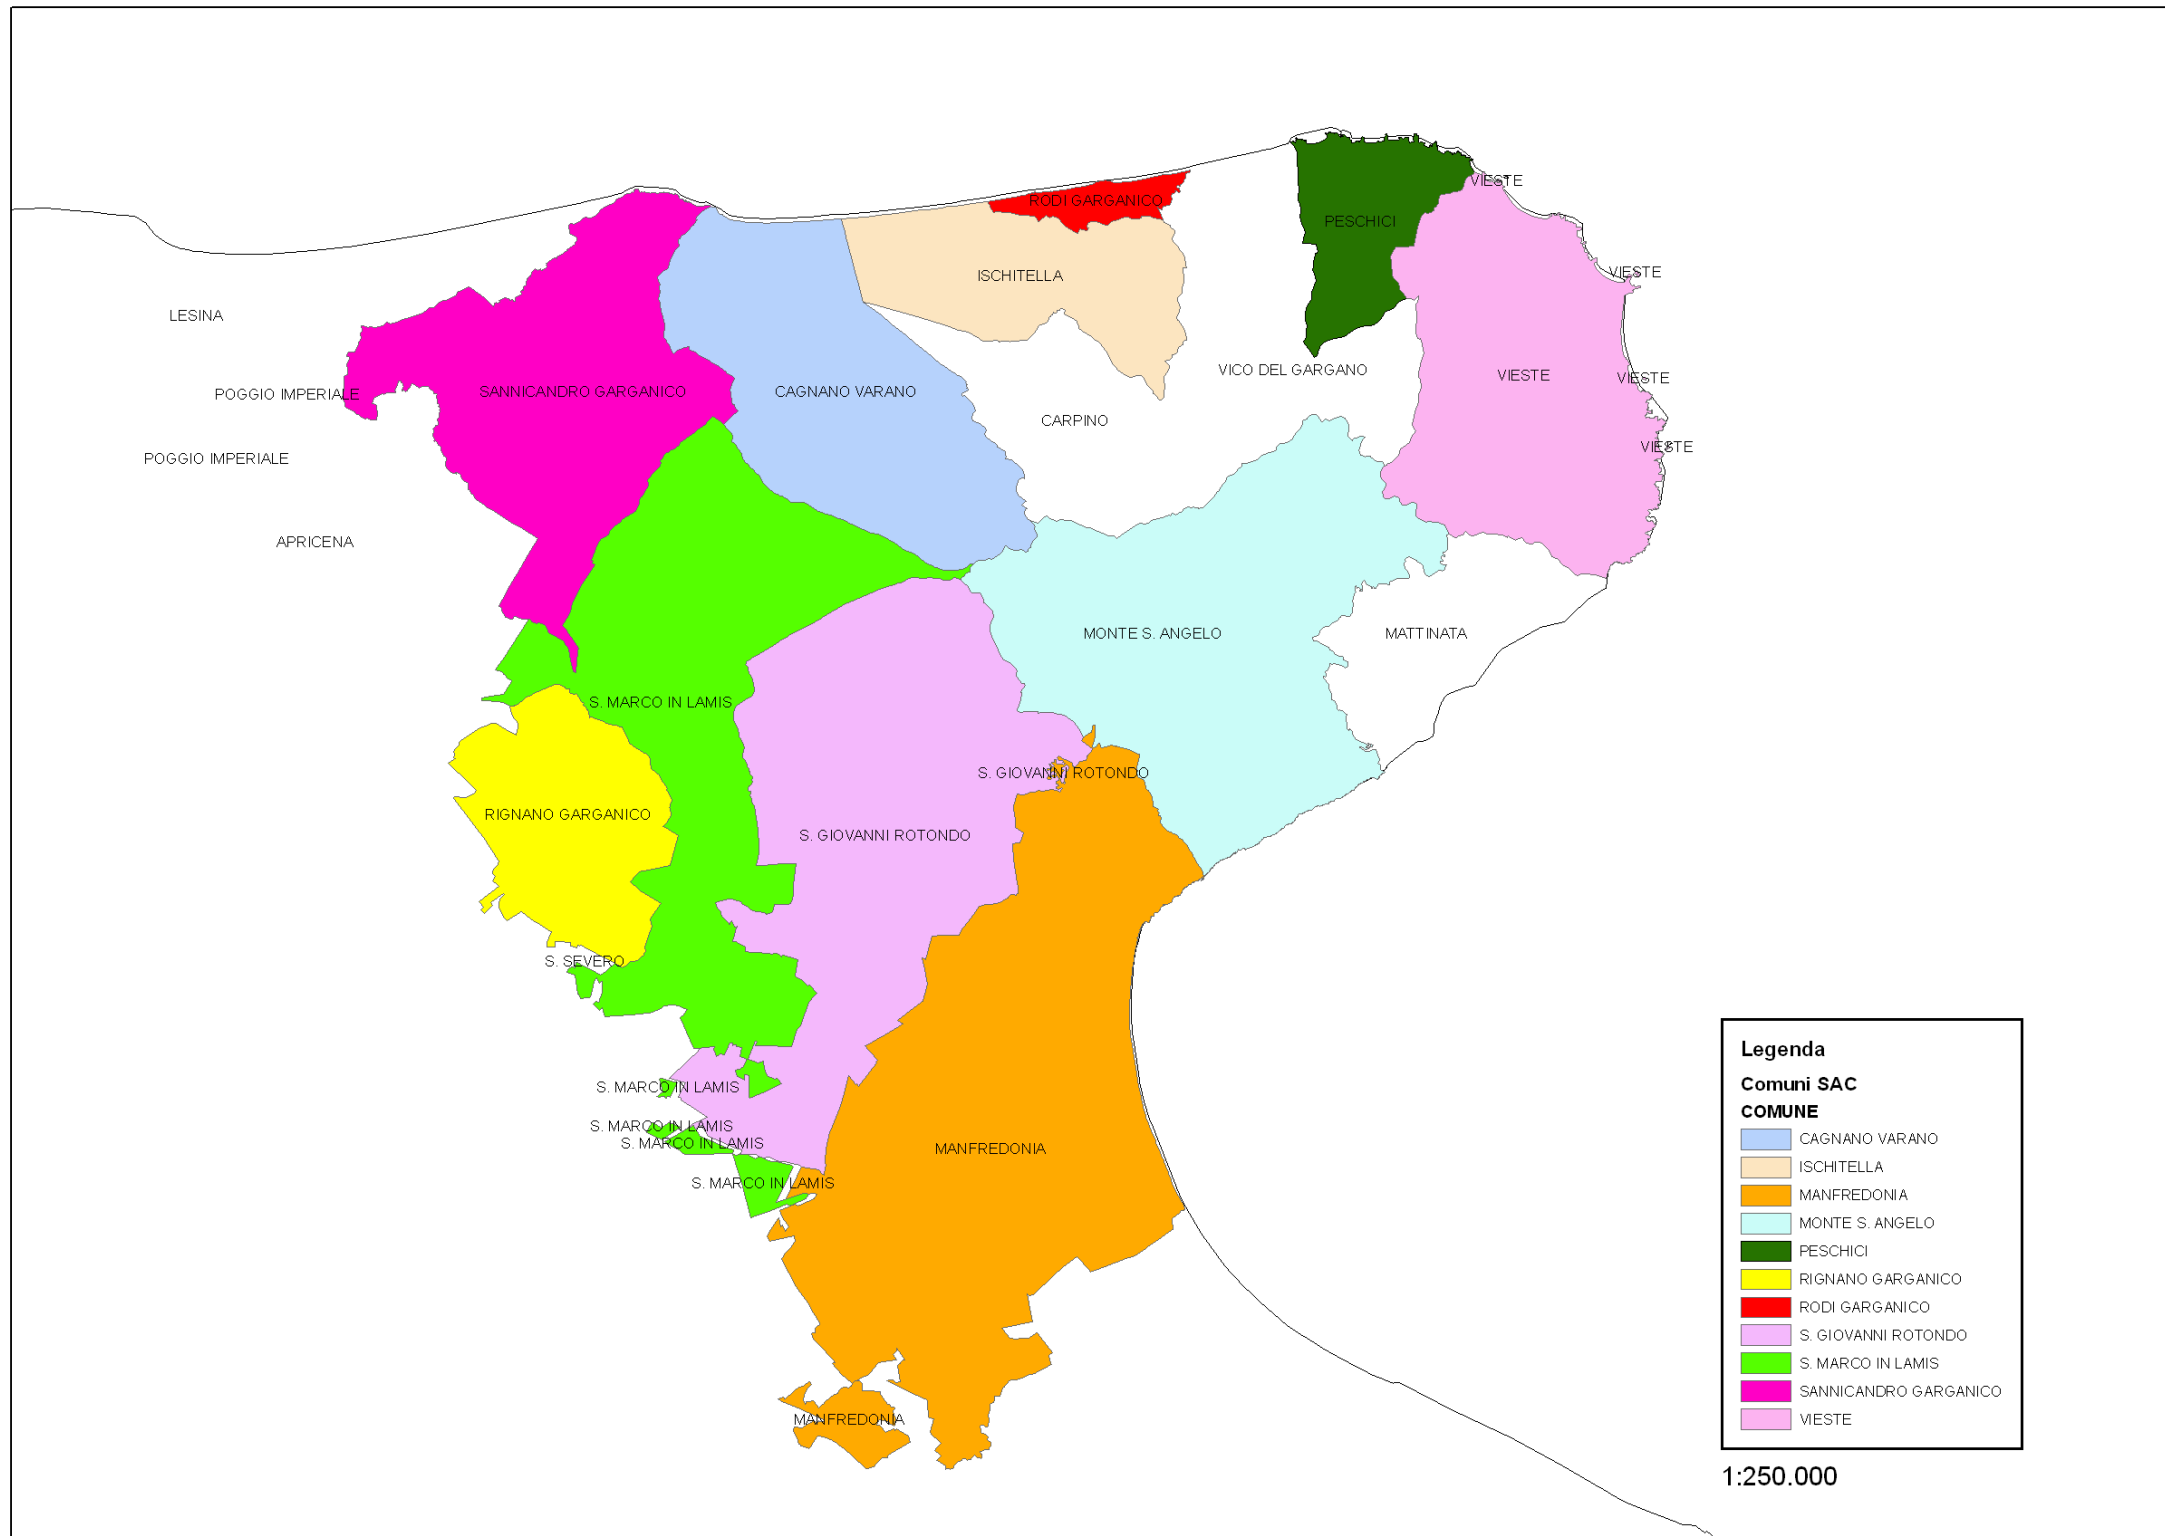 VIESTE
RODI GARGANICO
PESCHICI
VIESTE
ISCHITELLA
LESINA
VICO DEL GARGANO
VIESTE
VIESTE
POGGIO IMPERIALE
SANNICANDRO GARGANICO
CAGNANO VARANO
CARPINO
VIESTE
POGGIO IMPERIALE
APRICENA
MONTE S. ANGELO
MATTINATA
S. MARCO IN LAMIS
S. GIOVANNI ROTONDO
RIGNANO GARGANICO
S. GIOVANNI ROTONDO
S. SEVERO
S. MARCO IN LAMIS
S. MARCO IN LAMIS
S. MARCO IN LAMIS
MANFREDONIA
S. MARCO IN LAMIS
MANFREDONIA
Legenda
Comuni SAC
COMUNE
CAGNANO VARANO
ISCHITELLA
MANFREDONIA
MONTE S. ANGELO
PESCHICI
RIGNANO GARGANICO
RODI GARGANICO
S. GIOVANNI ROTONDO
S. MARCO IN LAMIS
SANNICANDRO GARGANICO
VIESTE
1:250.000